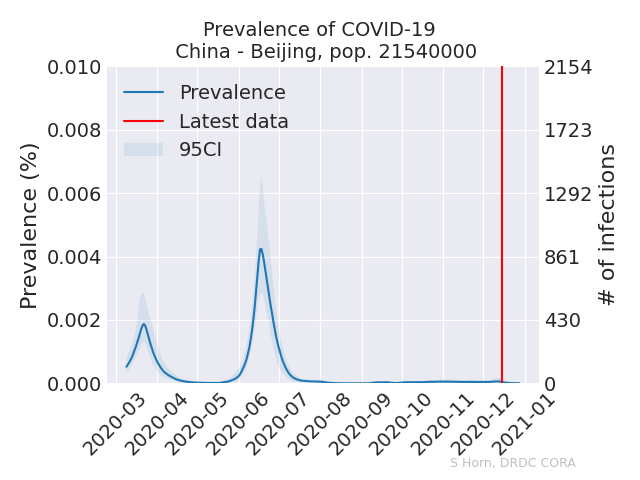 Prevalence of COVID-19
China - Beijing, pop. 21540000
Prevalence
Latest data
95CI
Prevalence (%)
0.010
0.008
0.006
0.004
0.002
0.000
2154
1723
1292
861
430
0
# of infections
2020-03
2020-04
2020-05
2020-06
2020-07
2020-08
2020-09
2020-10
2020-11
2020-12
2021-01
S Horn, DRDC CORA